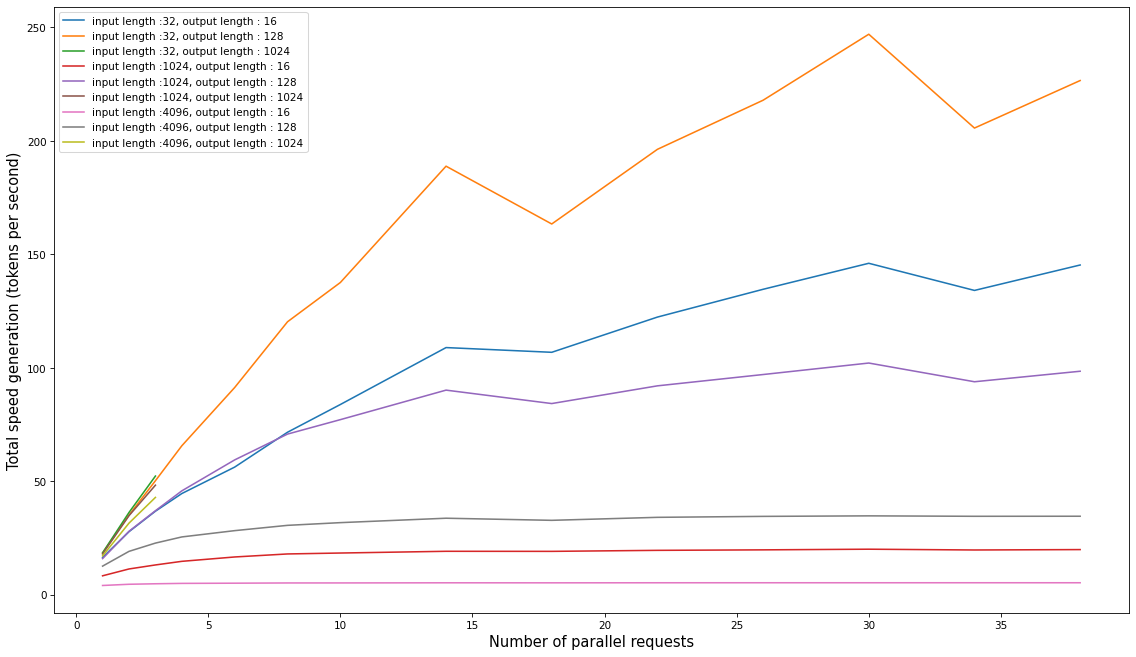 input length :32, output length : 16
input length :32, output length : 128
input length :32, output length : 1024
input length :1024, output length : 16
input length :1024, output length : 128
input length :1024, output length : 1024
input length :4096, output length : 16
input length :4096, output length : 128
input length :4096, output length : 1024
Total speed generation (tokens per second)
250
200
150
100
50
0
0 5 10 15 20 25 30 35
Number of parallel requests